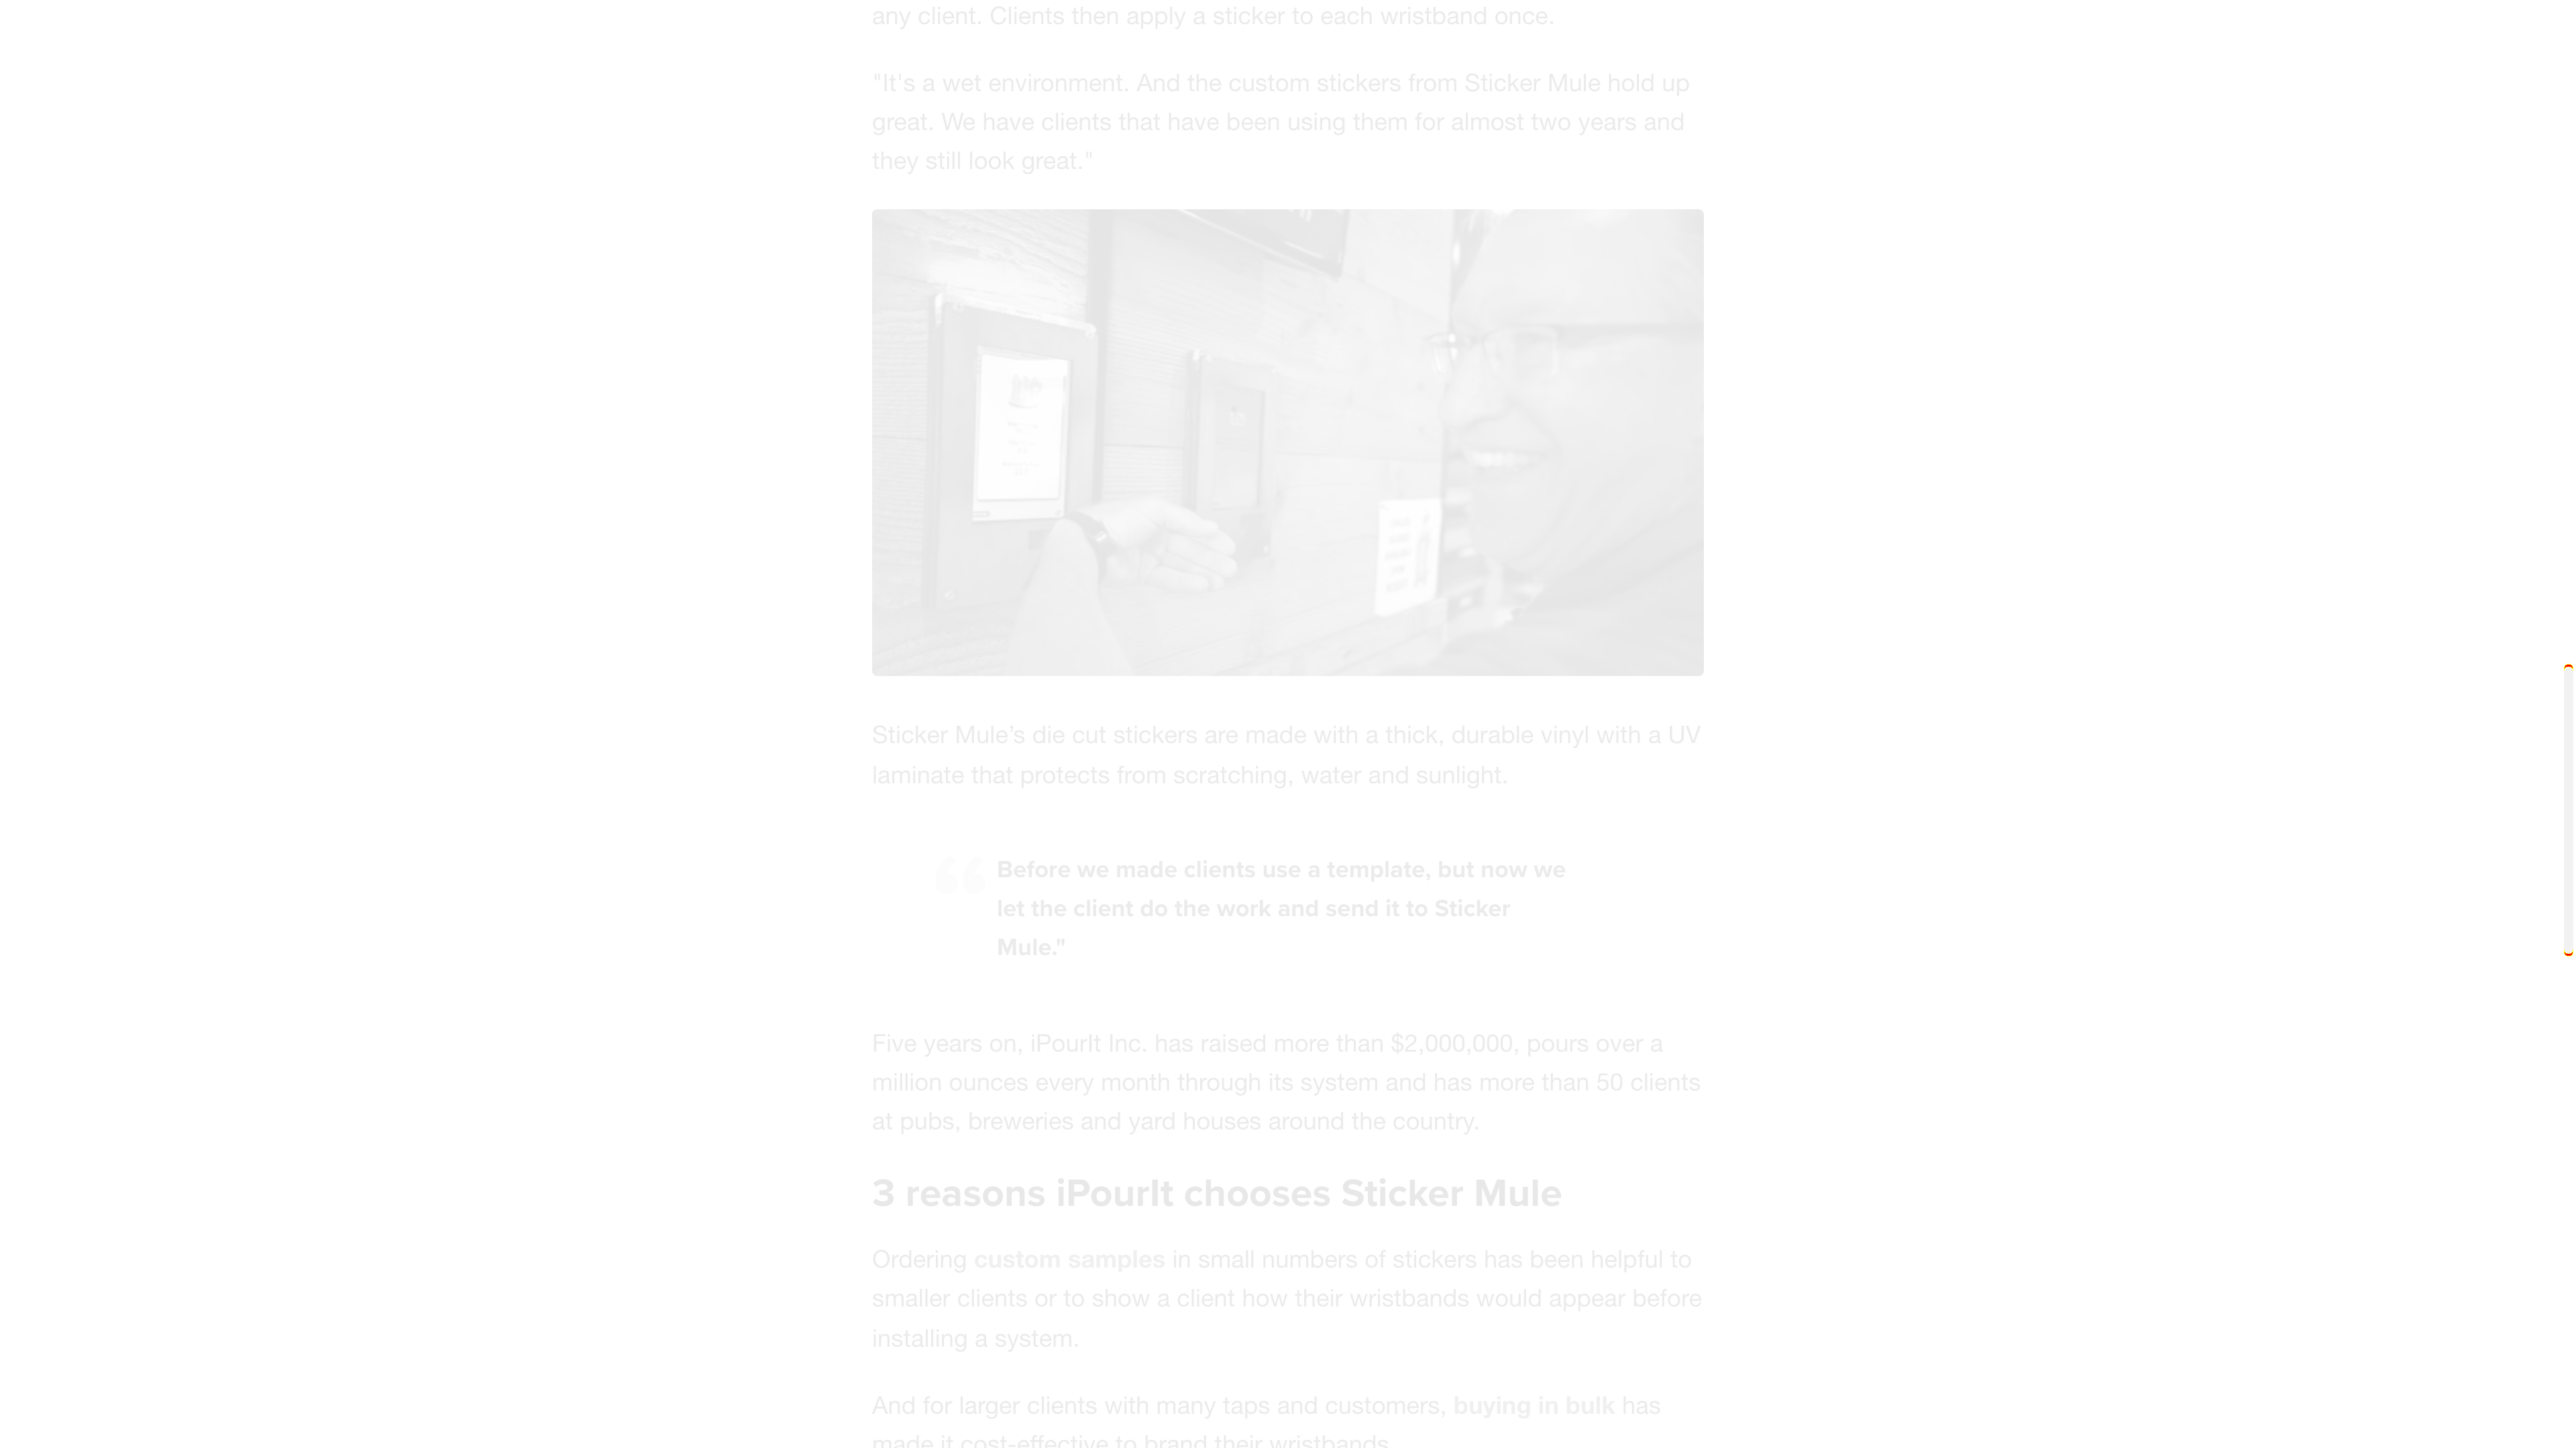 any client. Clients then apply a sticker to each wristband once.
"It's a wet environment. And the custom stickers from Sticker Mule hold up
great. We have clients that have been using them for almost two years and
they still look great."
Sticker Mule’s die cut stickers are made with a thick, durable vinyl with a UV
laminate that protects from scratching, water and sunlight.
Before we made clients use a template, but now we
let the client do the work and send it to Sticker
Mule."
Five years on, iPourIt Inc. has raised more than $2,000,000, pours over a
million ounces every month through its system and has more than 50 clients
at pubs, breweries and yard houses around the country.
3 reasons iPourIt chooses Sticker Mule
Ordering custom samples in small numbers of stickers has been helpful to
smaller clients or to show a client how their wristbands would appear before
installing a system.
And for larger clients with many taps and customers, buying in bulk has
made it cost-effective to brand their wristbands.